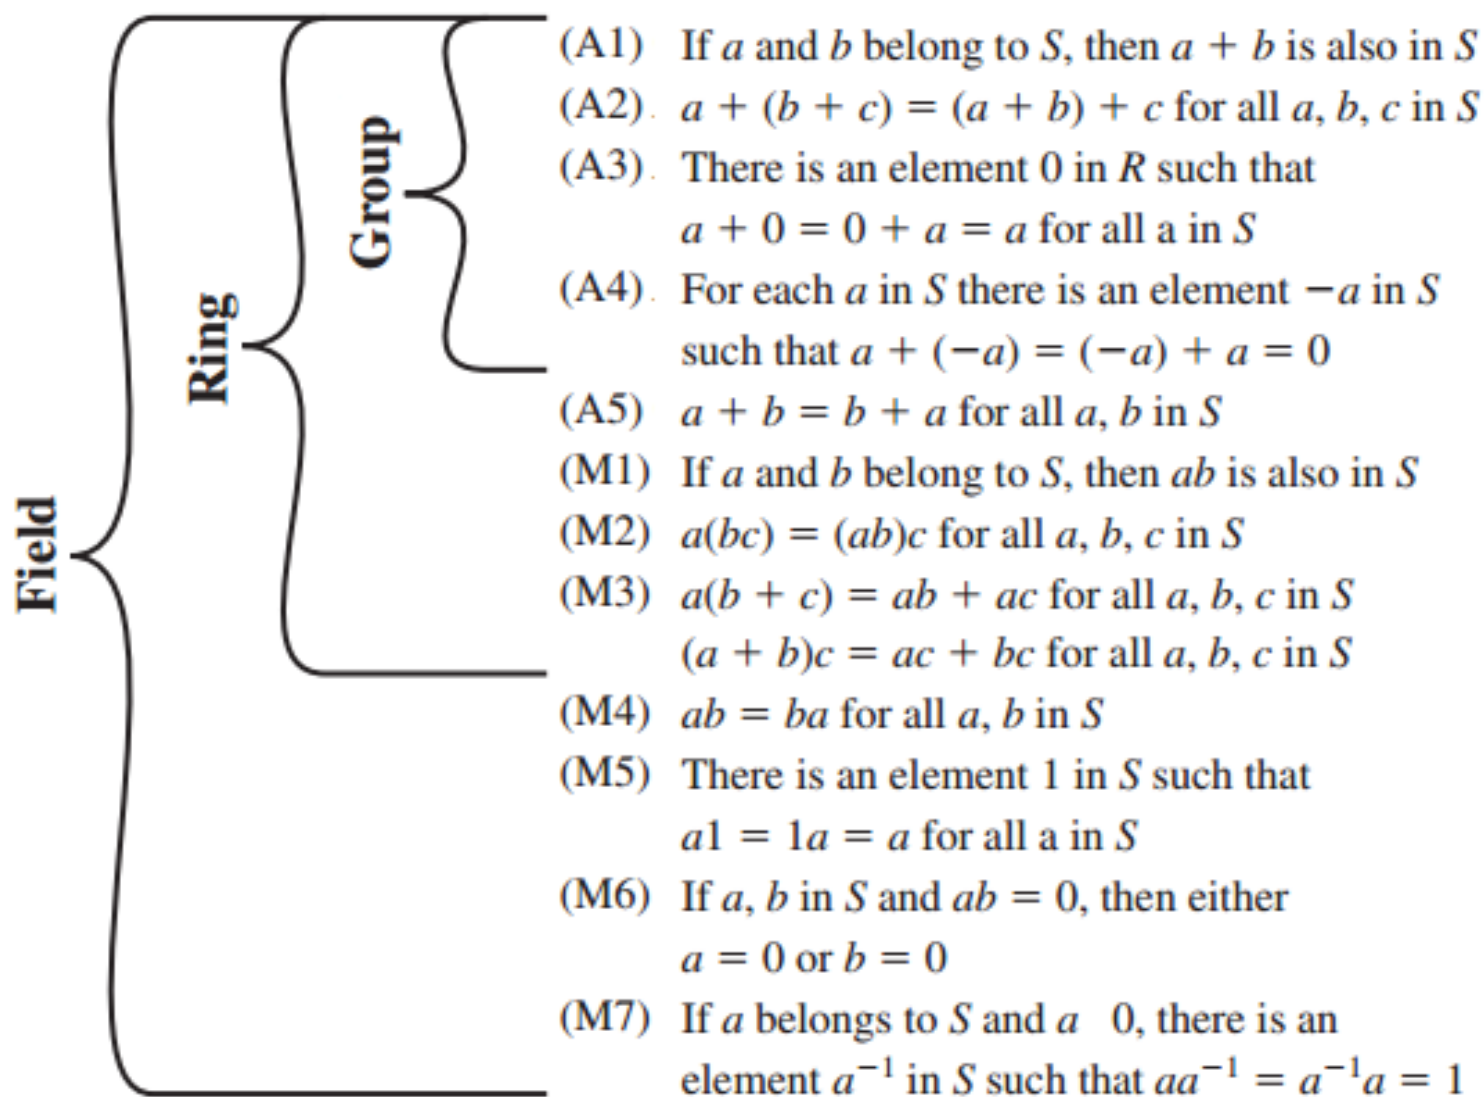 Field
Ring
Group
(A1) If a and b belong to S, then a + b is also in S
(A2). a + (b + c) = (a + b) + c for all a, b, c in S
(A3). There is an element 0 in R such that
a + 0 = 0 + a = a for all a in S
(A4). For each a in S there is an element −a in S
such that a + (−a) = (−a) + a = 0
(A5) a + b = b + a for all a, b in S
(M1) If a and b belong to S, then ab is also in S
(M2) a(bc) = (ab)c for all a, b, c in S
(M3) a(b + c) = ab + ac for all a, b, c in S
(a + b)c = ac + bc for all a, b, c in S
(M4) ab = ba for all a, b in S
(M5) There is an element 1 in S such that
a1 = 1a = a for all a in S
(M6) If a, b in S and ab = 0, then either
a = 0 or b = 0
(M7) If a belongs to S and a 0, there is an
element a⁻¹ in S such that aa⁻¹ = a⁻¹a = 1